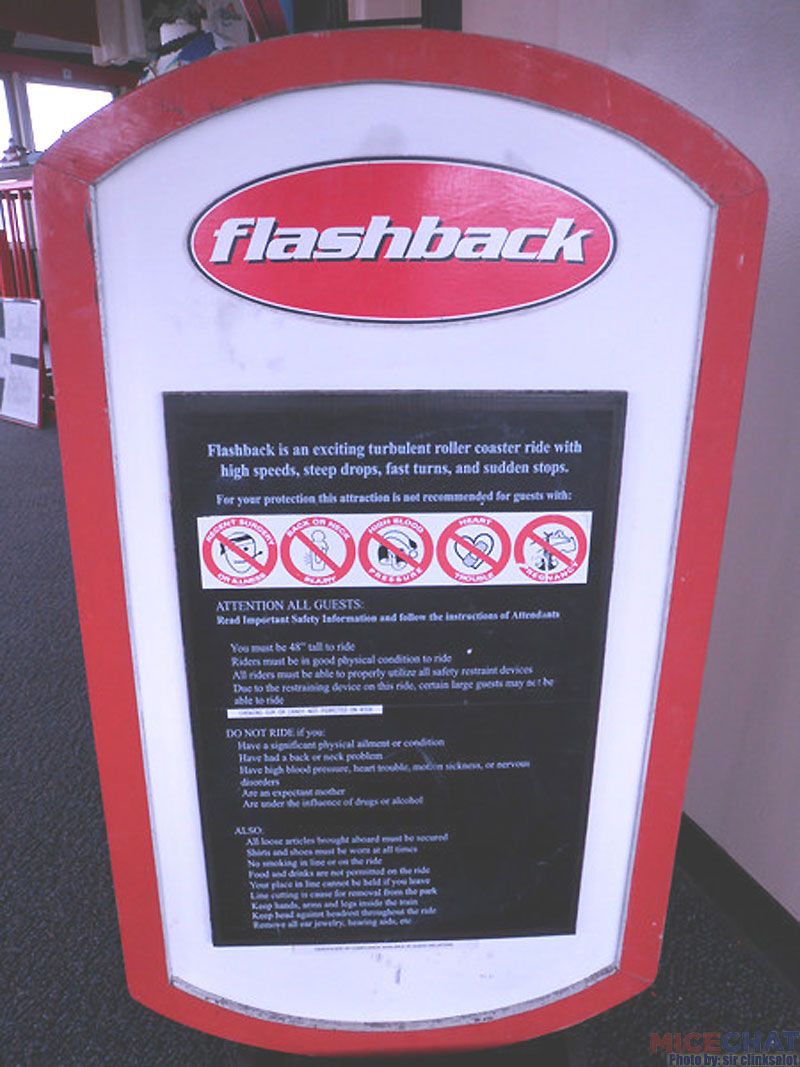 flashback
Flashback is an exciting turbulent roller coaster ride with
high speeds, steep drops, fast turns, and sudden stops.
For your protection this attraction is not recommended for guests with:
RECENT SURGERY OR ILLNESS
BACK OR NECK INJURY
HIGH BLOOD PRESSURE
HEART TROUBLE
PREGNANCY
ATTENTION ALL GUESTS:
Read Important Safety Information and follow the instructions of Attendants
You must be 48" tall to ride
Riders must be in good physical condition to ride
All riders must be able to properly utilize all safety restraint devices
Due to the restraining device on this ride, certain large guests may not be
able to ride
CHEWING GUM OR CANDY NOT PERMITTED ON RIDE
DO NOT RIDE if you:
Have a significant physical ailment or condition
Have had a back or neck problem
Have high blood pressure, heart trouble, motion sickness, or nervous
disorders
Are an expectant mother
Are under the influence of drugs or alcohol
ALSO:
All loose articles brought aboard must be secured
Shirts and shoes must be worn at all times
No smoking in line or on the ride
Food and drinks are not permitted on the ride
Your place in line cannot be held if you leave
Line cutting is cause for removal from the park
Keep hands, arms and legs inside the train
Keep head against headrest throughout the ride
Remove all ear jewelry, hearing aids, etc
MICECHAT
Photo by: sir clinksalot